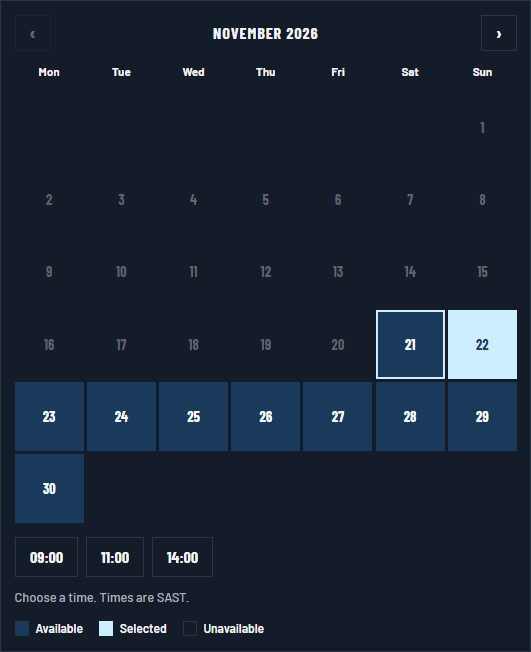 ‹ NOVEMBER 2026 ›
Mon Tue Wed Thu Fri Sat Sun
1
2 3 4 5 6 7 8
9 10 11 12 13 14 15
16 17 18 19 20 21 22
23 24 25 26 27 28 29
30
09:00 11:00 14:00
Choose a time. Times are SAST.
Available Selected Unavailable